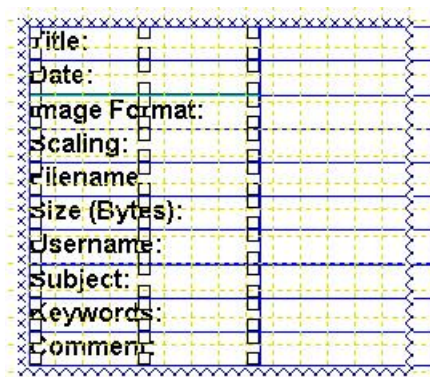 Title:
Date:
Image Format:
Scaling:
Filename
Size (Bytes):
Username:
Subject:
Keywords:
Comment: